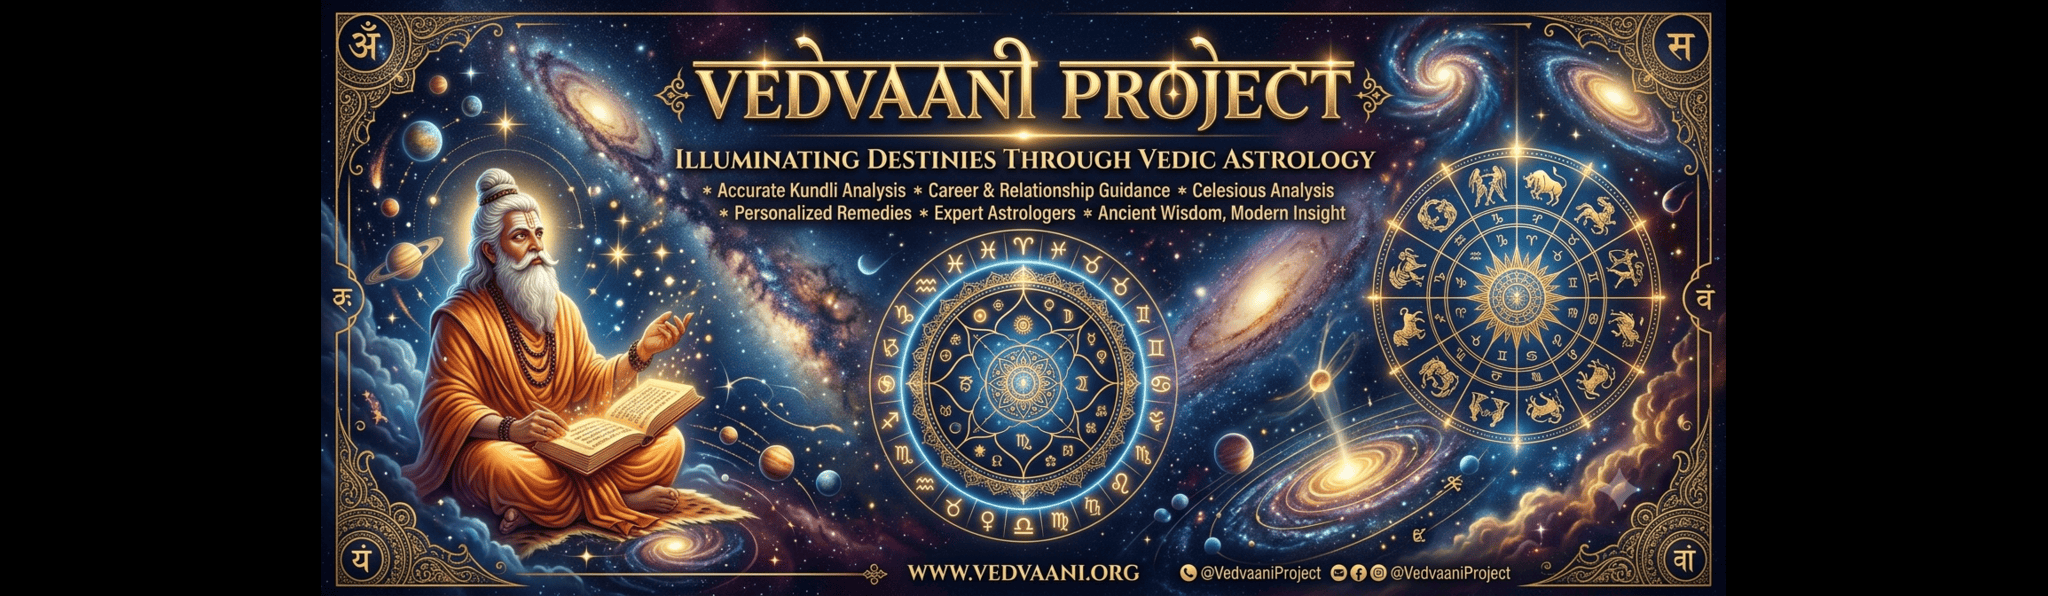 ॐ
स
VEDVAANI PROJECT
ILLUMINATING DESTINIES THROUGH VEDIC ASTROLOGY
* Accurate Kundli Analysis * Career & Relationship Guidance * Celesious Analysis
* Personalized Remedies * Expert Astrologers * Ancient Wisdom, Modern Insight
वं
यं
वां
WWW.VEDVAANI.ORG
@VedvaaniProject
@VedvaaniProject